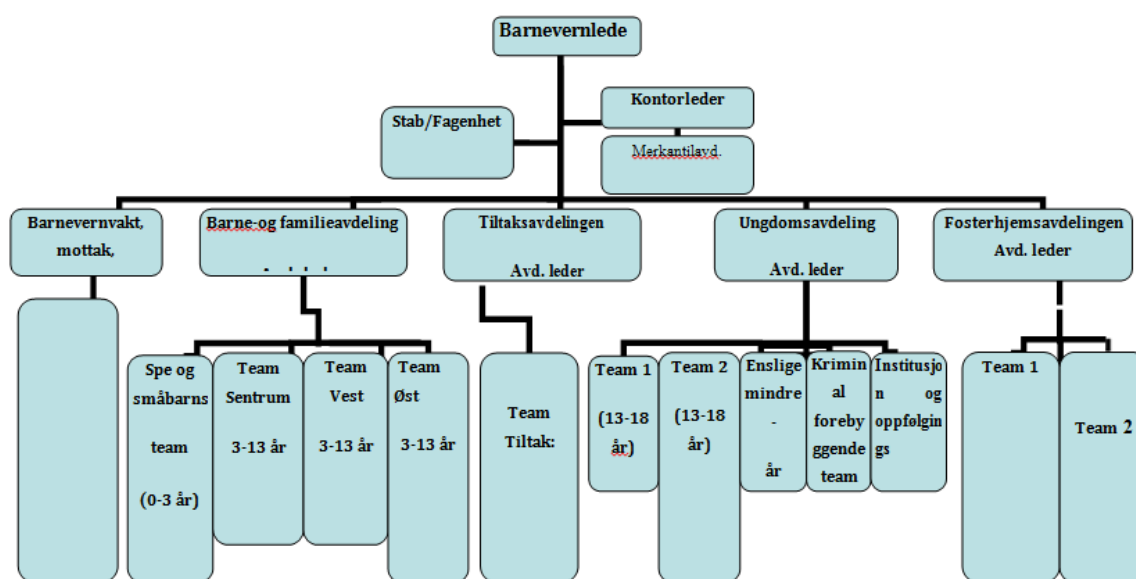 Barnevernlede
Kontorleder
Stab/Fagenhet
Merkantilavd.
Barnevernvakt,
mottak,
Barne-og familieavdeling
Tiltaksavdelingen
Avd. leder
Ungdomsavdeling
Avd. leder
Fosterhjemsavdelingen
Avd. leder
Spe og
småbarns
team
(0-3 år)
Team
Sentrum
3-13 år
Team
Vest
3-13 år
Team
Øst
3-13 år
Team
Tiltak:
Team 1
(13-18
år)
Team 2
(13-18
år)
Enslige
mindre
-
år
Krimin
al
foreby
ggende
team
Institusjo
n og
oppfølgin
gs
Team 1
Team 2